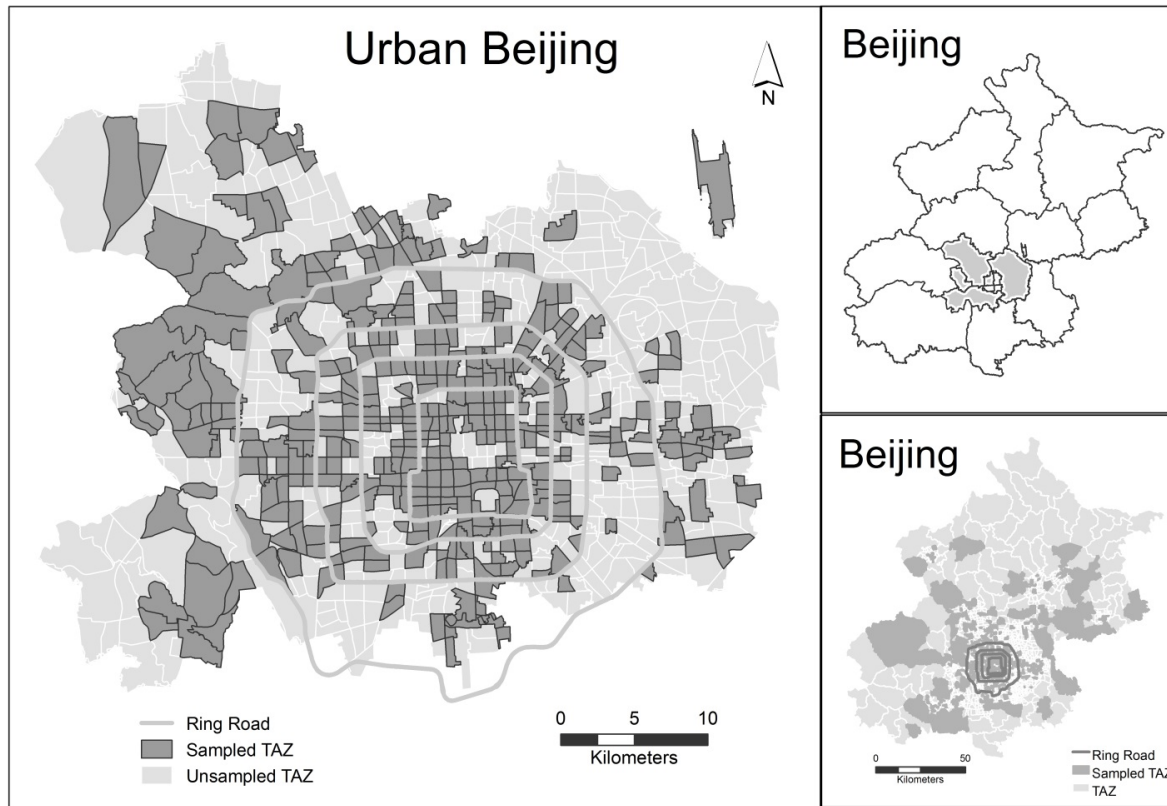 Urban Beijing
N
Ring Road
Sampled TAZ
Unsampled TAZ
0 5 10
Kilometers
Beijing
Beijing
0 50
Kilometers
Ring Road
Sampled TAZ
TAZ